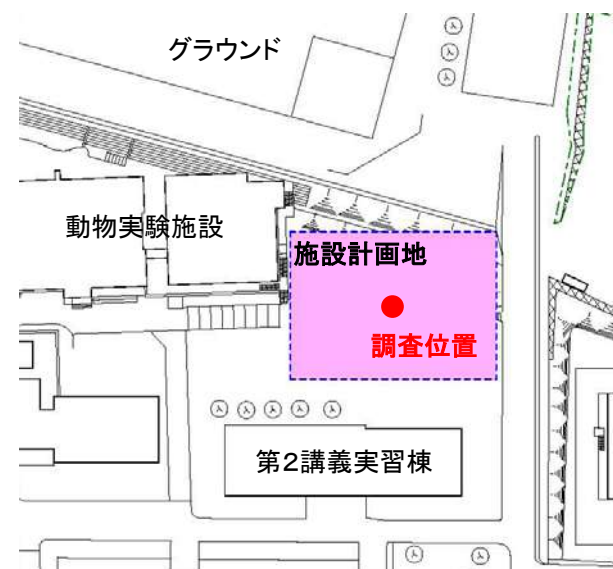 グラウンド
動物実験施設
施設計画地
調査位置
第２講義実習棟